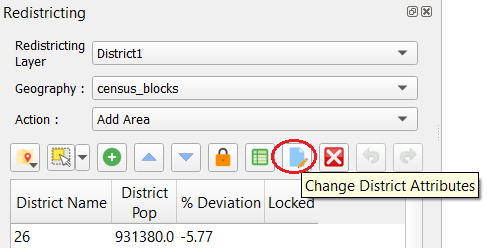 Redistricting
Redistricting
Layer
District1
Geography :
census_blocks
Action :
Add Area
Change District Attributes
District Name
District
Pop
% Deviation
Locked
26
931380.0
-5.77